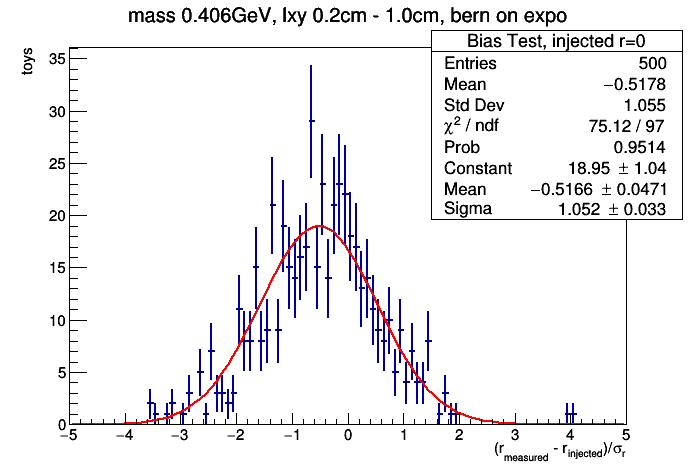 mass 0.406GeV, lxy 0.2cm - 1.0cm, bern on expo
Bias Test, injected r=0
Entries 500
Mean −0.5178
Std Dev 1.055
χ² / ndf 75.12 / 97
Prob 0.9514
Constant 18.95 ± 1.04
Mean −0.5166 ± 0.0471
Sigma 1.052 ± 0.033
toys
35
30
25
20
15
10
5
0
−5 −4 −3 −2 −1 0 1 2 3 4 5
(r_measured - r_injected)/σ_r